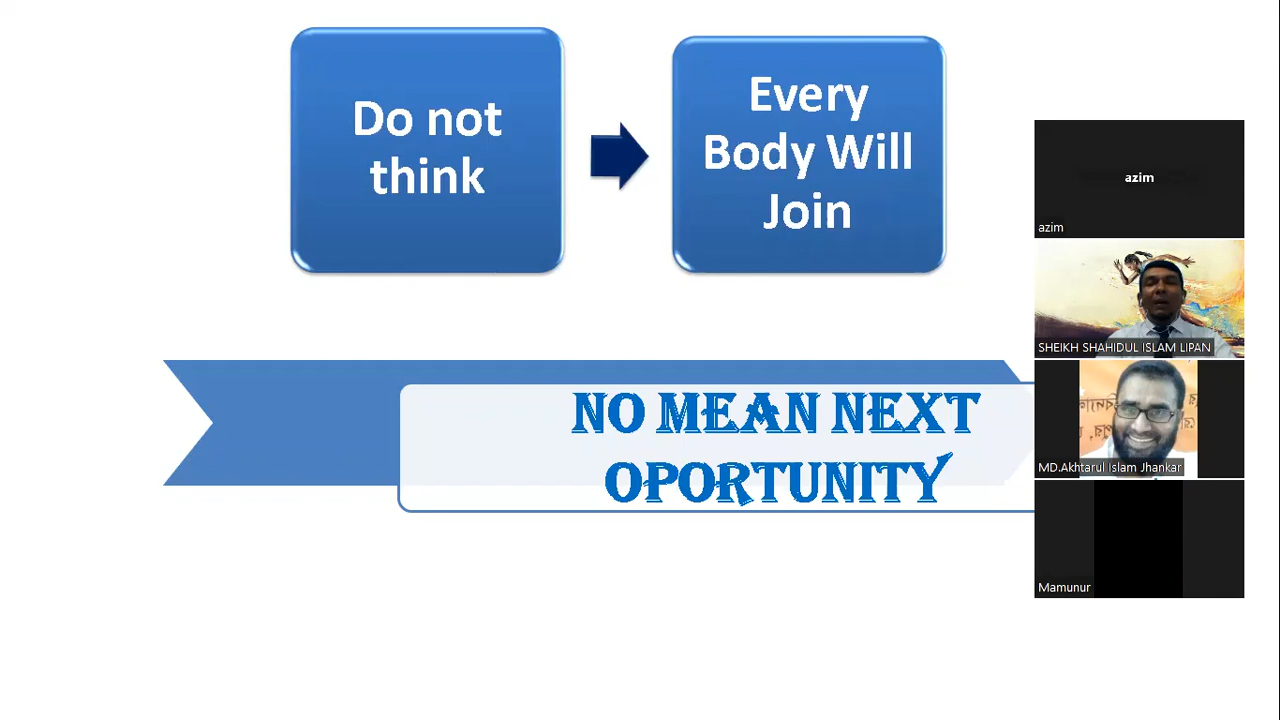 Do not
think
Every
Body Will
Join
NO MEAN NEXT
OPORTUNITY
azim
azim
SHEIKH SHAHIDUL ISLAM LIPAN
MD.Akhtarul Islam Jhankar
Mamunur